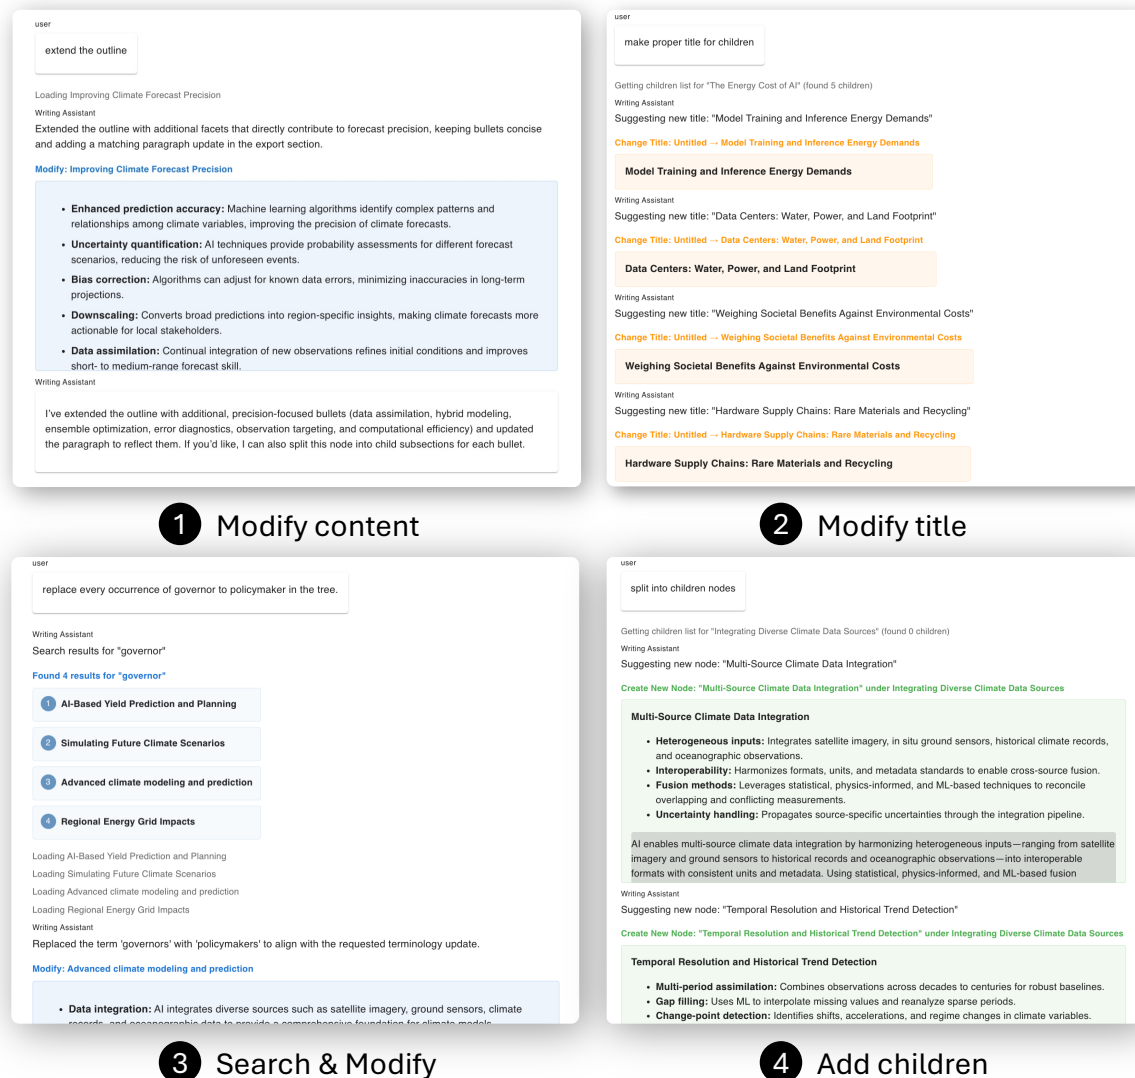 user
extend the outline
Loading Improving Climate Forecast Precision
Writing Assistant
Extended the outline with additional facets that directly contribute to forecast precision, keeping bullets concise
and adding a matching paragraph update in the export section.
Modify: Improving Climate Forecast Precision
• Enhanced prediction accuracy: Machine learning algorithms identify complex patterns and
relationships among climate variables, improving the precision of climate forecasts.
• Uncertainty quantification: AI techniques provide probability assessments for different forecast
scenarios, reducing the risk of unforeseen events.
• Bias correction: Algorithms can adjust for known data errors, minimizing inaccuracies in long-term
projections.
• Downscaling: Converts broad predictions into region-specific insights, making climate forecasts more
actionable for local stakeholders.
• Data assimilation: Continual integration of new observations refines initial conditions and improves
short- to medium-range forecast skill.
Writing Assistant
I've extended the outline with additional, precision-focused bullets (data assimilation, hybrid modeling,
ensemble optimization, error diagnostics, observation targeting, and computational efficiency) and updated
the paragraph to reflect them. If you'd like, I can also split this node into child subsections for each bullet.
1 Modify content
user
make proper title for children
Getting children list for "The Energy Cost of AI" (found 5 children)
Writing Assistant
Suggesting new title: "Model Training and Inference Energy Demands"
Change Title: Untitled → Model Training and Inference Energy Demands
Model Training and Inference Energy Demands
Writing Assistant
Suggesting new title: "Data Centers: Water, Power, and Land Footprint"
Change Title: Untitled → Data Centers: Water, Power, and Land Footprint
Data Centers: Water, Power, and Land Footprint
Writing Assistant
Suggesting new title: "Weighing Societal Benefits Against Environmental Costs"
Change Title: Untitled → Weighing Societal Benefits Against Environmental Costs
Weighing Societal Benefits Against Environmental Costs
Writing Assistant
Suggesting new title: "Hardware Supply Chains: Rare Materials and Recycling"
Change Title: Untitled → Hardware Supply Chains: Rare Materials and Recycling
Hardware Supply Chains: Rare Materials and Recycling
2 Modify title
user
replace every occurrence of governor to policymaker in the tree.
Writing Assistant
Search results for "governor"
Found 4 results for "governor"
1 AI-Based Yield Prediction and Planning
2 Simulating Future Climate Scenarios
3 Advanced climate modeling and prediction
4 Regional Energy Grid Impacts
Loading AI-Based Yield Prediction and Planning
Loading Simulating Future Climate Scenarios
Loading Advanced climate modeling and prediction
Loading Regional Energy Grid Impacts
Writing Assistant
Replaced the term 'governors' with 'policymakers' to align with the requested terminology update.
Modify: Advanced climate modeling and prediction
• Data integration: AI integrates diverse sources such as satellite imagery, ground sensors, climate
records, and oceanographic data to provide a comprehensive foundation for climate models.
3 Search & Modify
user
split into children nodes
Getting children list for "Integrating Diverse Climate Data Sources" (found 0 children)
Writing Assistant
Suggesting new node: "Multi-Source Climate Data Integration"
Create New Node: "Multi-Source Climate Data Integration" under Integrating Diverse Climate Data Sources
Multi-Source Climate Data Integration
• Heterogeneous inputs: Integrates satellite imagery, in situ ground sensors, historical climate records,
and oceanographic observations.
• Interoperability: Harmonizes formats, units, and metadata standards to enable cross-source fusion.
• Fusion methods: Leverages statistical, physics-informed, and ML-based techniques to reconcile
overlapping and conflicting measurements.
• Uncertainty handling: Propagates source-specific uncertainties through the integration pipeline.
AI enables multi-source climate data integration by harmonizing heterogeneous inputs—ranging from satellite
imagery and ground sensors to historical records and oceanographic observations—into interoperable
formats with consistent units and metadata. Using statistical, physics-informed, and ML-based fusion
Writing Assistant
Suggesting new node: "Temporal Resolution and Historical Trend Detection"
Create New Node: "Temporal Resolution and Historical Trend Detection" under Integrating Diverse Climate Data Sources
Temporal Resolution and Historical Trend Detection
• Multi-period assimilation: Combines observations across decades to centuries for robust baselines.
• Gap filling: Uses ML to interpolate missing values and reanalyze sparse periods.
• Change-point detection: Identifies shifts, accelerations, and regime changes in climate variables.
4 Add children